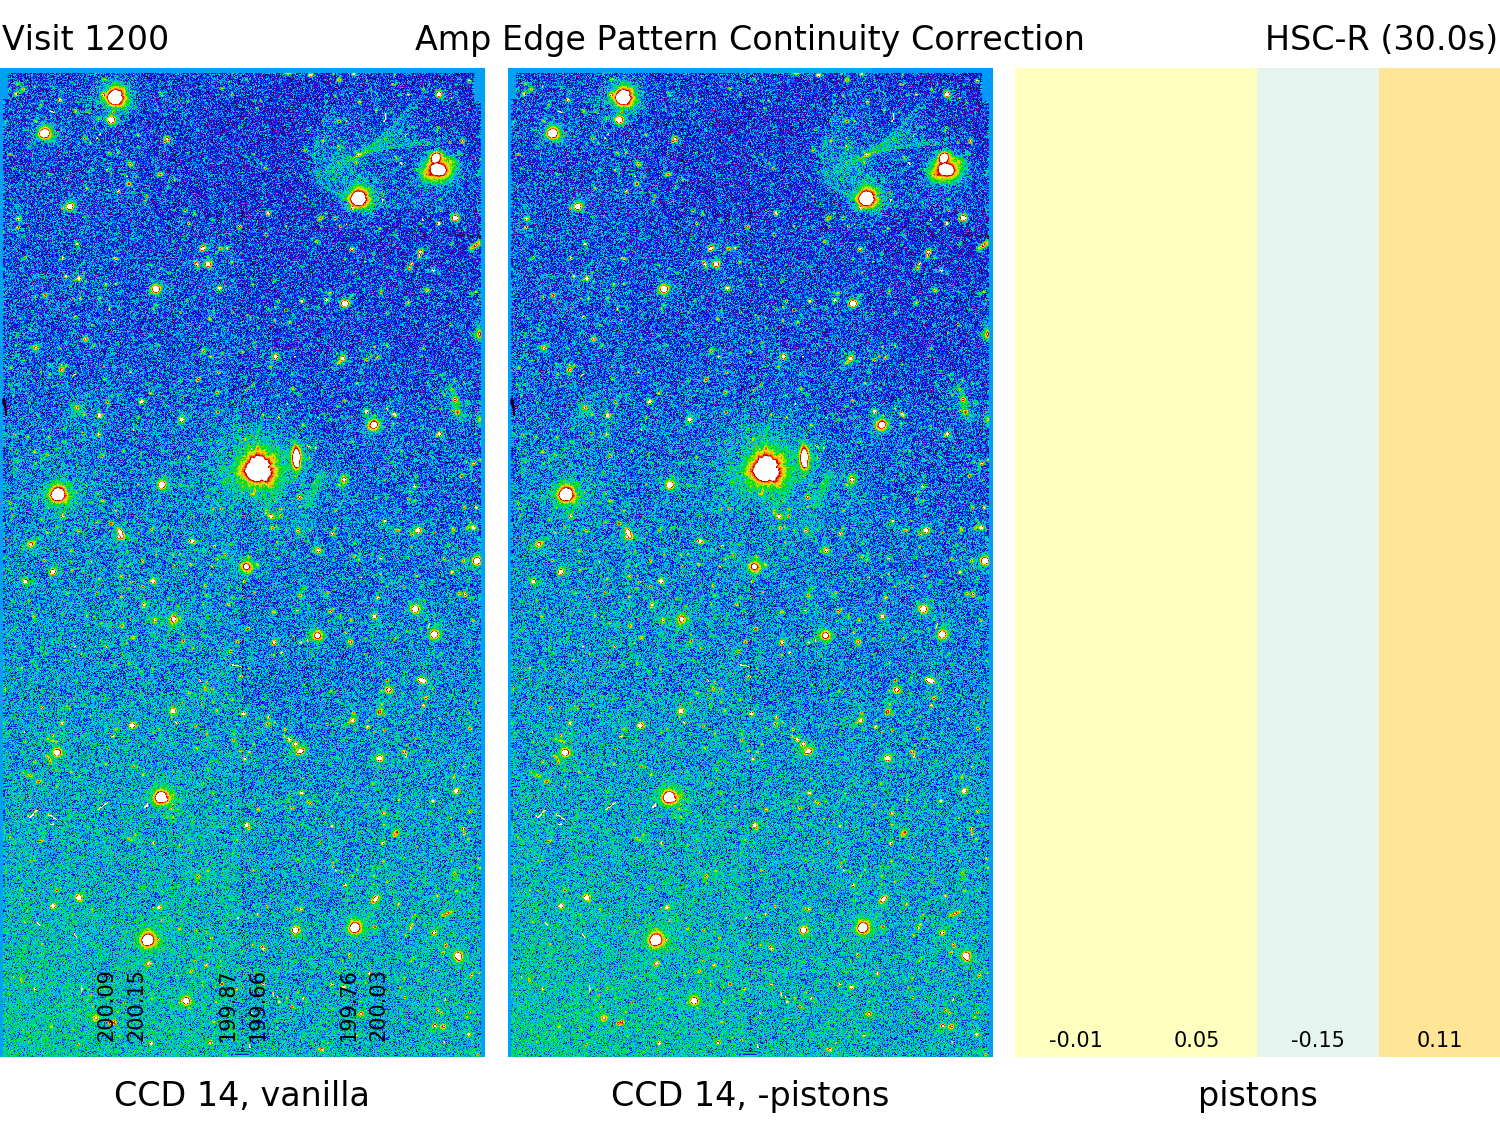 Visit 1200 Amp Edge Pattern Continuity Correction HSC-R (30.0s)
200.09
200.15
199.87
199.66
199.76
200.03
-0.01 0.05 -0.15 0.11
CCD 14, vanilla CCD 14, -pistons pistons